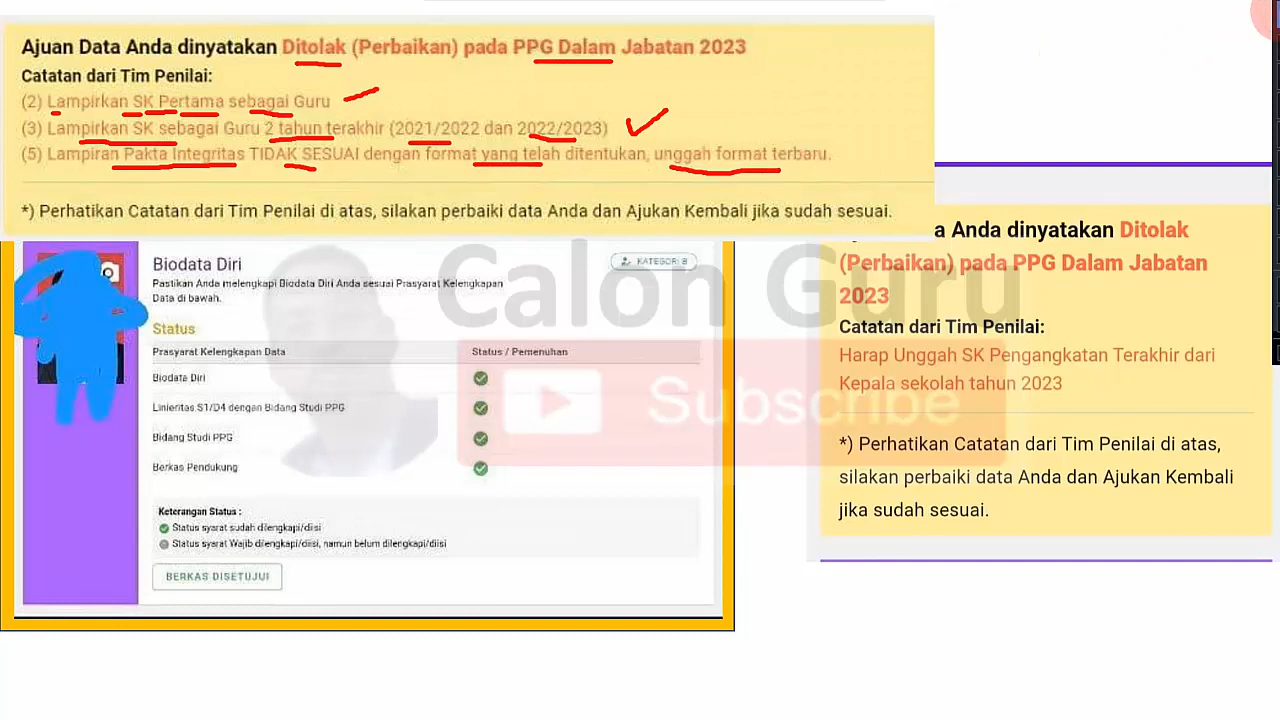 Ajuan Data Anda dinyatakan Ditolak (Perbaikan) pada PPG Dalam Jabatan 2023
Catatan dari Tim Penilai:
(2) Lampirkan SK Pertama sebagai Guru
(3) Lampirkan SK sebagai Guru 2 tahun terakhir (2021/2022 dan 2022/2023)
(5) Lampiran Pakta Integritas TIDAK SESUAI dengan format yang telah ditentukan, unggah format terbaru.
*) Perhatikan Catatan dari Tim Penilai di atas, silakan perbaiki data Anda dan Ajukan Kembali jika sudah sesuai.
Biodata Diri
KATEGORI B
Pastikan Anda melengkapi Biodata Diri Anda sesuai Prasyarat Kelengkapan
Data di bawah.
Status
Prasyarat Kelengkapan Data
Status / Pemenuhan
Biodata Diri
Linieritas S1/D4 dengan Bidang Studi PPG
Bidang Studi PPG
Berkas Pendukung
Keterangan Status :
Status syarat sudah dilengkapi/diisi
Status syarat Wajib dilengkapi/diisi, namun belum dilengkapi/diisi
BERKAS DISETUJUI
Calon Guru
Subscribe
a Anda dinyatakan Ditolak
(Perbaikan) pada PPG Dalam Jabatan
2023
Catatan dari Tim Penilai:
Harap Unggah SK Pengangkatan Terakhir dari
Kepala sekolah tahun 2023
*) Perhatikan Catatan dari Tim Penilai di atas,
silakan perbaiki data Anda dan Ajukan Kembali
jika sudah sesuai.